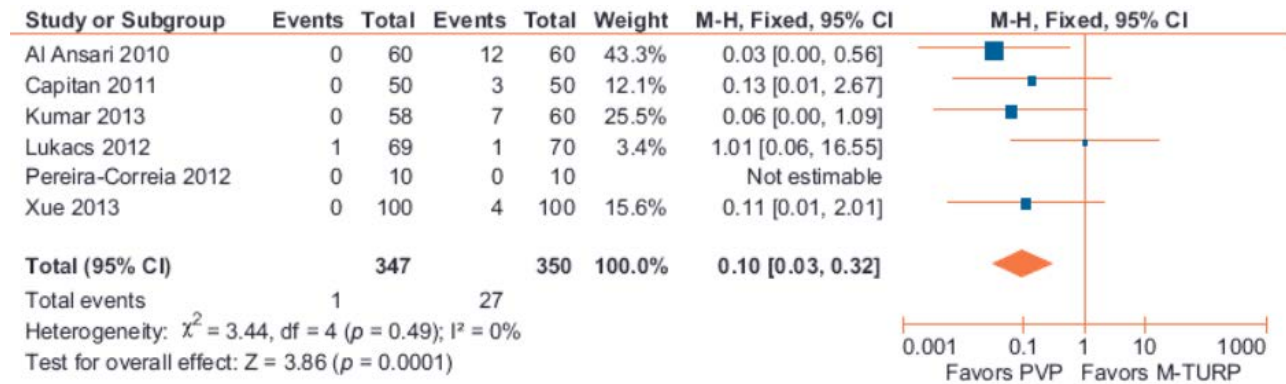 Study or Subgroup Events Total Events Total Weight M-H, Fixed, 95% CI M-H, Fixed, 95% CI
Al Ansari 2010 0 60 12 60 43.3% 0.03 [0.00, 0.56]
Capitan 2011 0 50 3 50 12.1% 0.13 [0.01, 2.67]
Kumar 2013 0 58 7 60 25.5% 0.06 [0.00, 1.09]
Lukacs 2012 1 69 1 70 3.4% 1.01 [0.06, 16.55]
Pereira-Correia 2012 0 10 0 10 Not estimable
Xue 2013 0 100 4 100 15.6% 0.11 [0.01, 2.01]
Total (95% CI) 347 350 100.0% 0.10 [0.03, 0.32]
Total events 1 27
Heterogeneity: χ² = 3.44, df = 4 (p = 0.49); I² = 0%
Test for overall effect: Z = 3.86 (p = 0.0001)
0.001 0.1 1 10 1000
Favors PVP Favors M-TURP